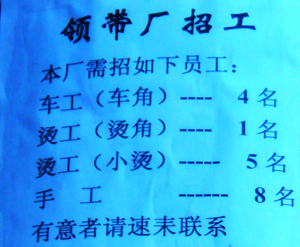 领带厂招工
本厂需招如下员工:
车工(车角)---- 4名
烫工(烫角)---- 1名
烫工(小烫)----- 5名
手 工 ------ 8名
有意者请速耒联系